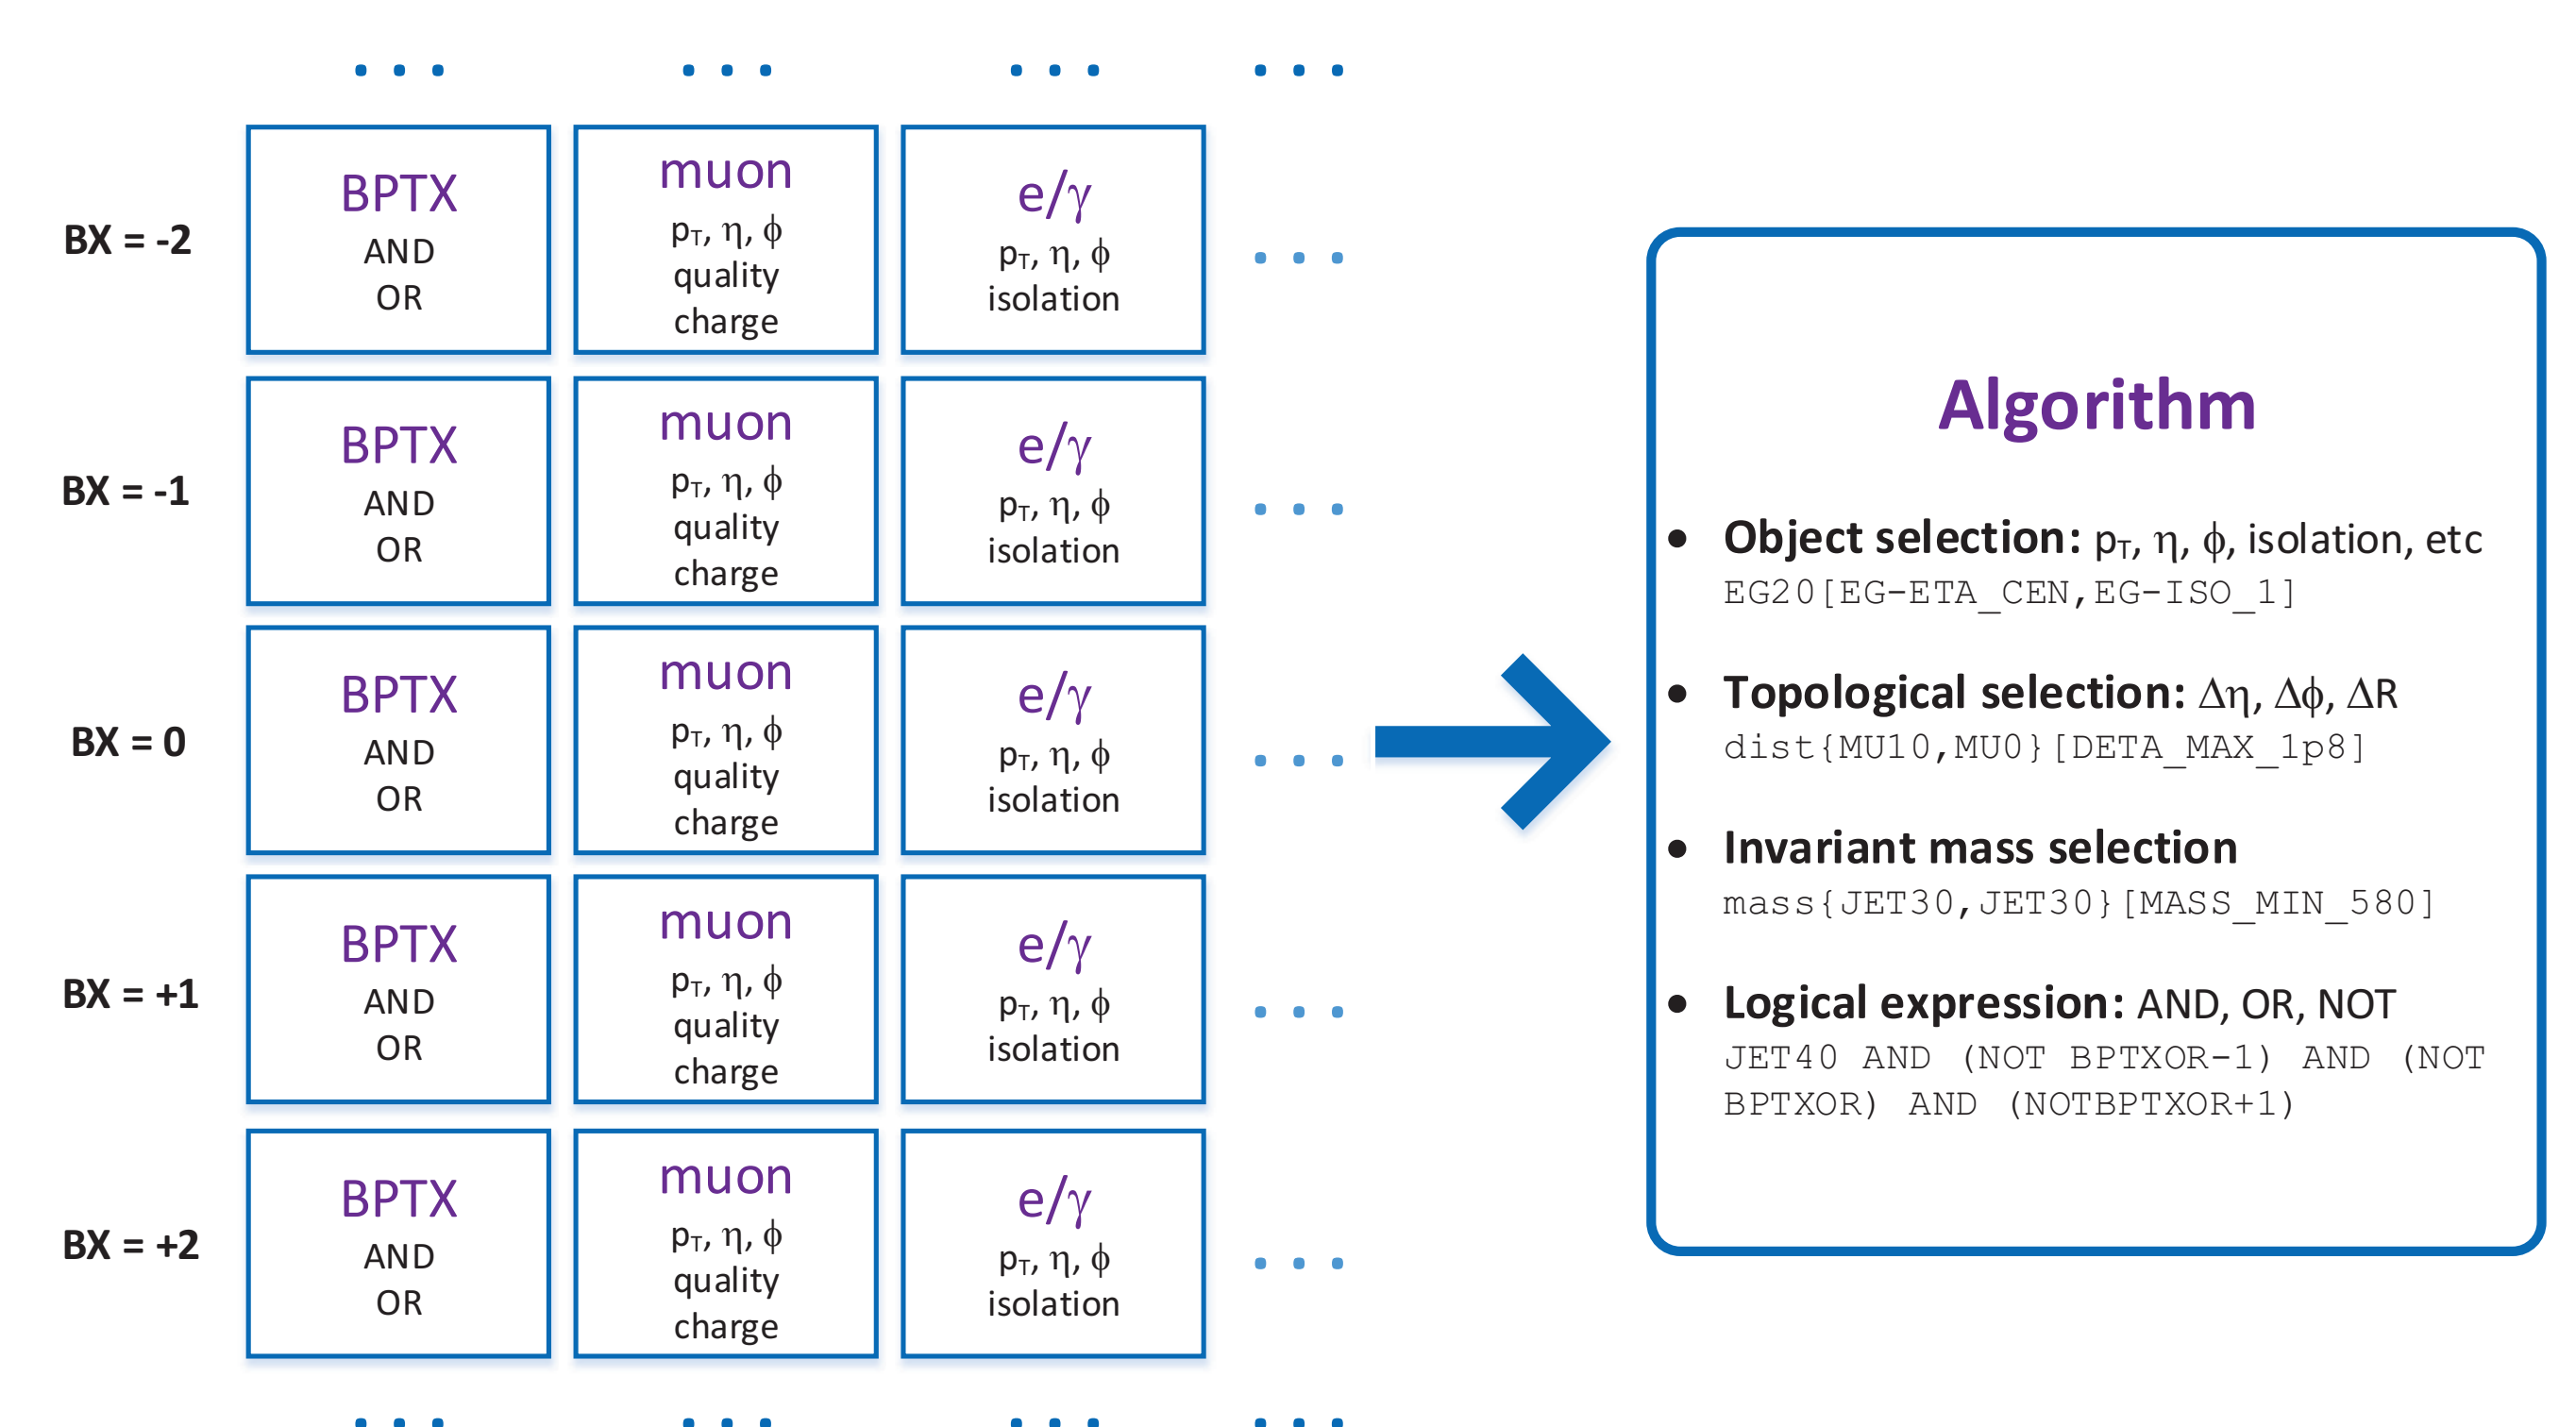 . . . . . . . . . . . .
BX = -2
BPTX
AND
OR
muon
pT, η, ϕ
quality
charge
e/γ
pT, η, ϕ
isolation
. . .
BX = -1
BPTX
AND
OR
muon
pT, η, ϕ
quality
charge
e/γ
pT, η, ϕ
isolation
. . .
BX = 0
BPTX
AND
OR
muon
pT, η, ϕ
quality
charge
e/γ
pT, η, ϕ
isolation
. . .
BX = +1
BPTX
AND
OR
muon
pT, η, ϕ
quality
charge
e/γ
pT, η, ϕ
isolation
. . .
BX = +2
BPTX
AND
OR
muon
pT, η, ϕ
quality
charge
e/γ
pT, η, ϕ
isolation
. . .
. . . . . . . . . . . .
Algorithm
• Object selection: pT, η, ϕ, isolation, etc
EG20[EG-ETA_CEN,EG-ISO_1]
• Topological selection: Δη, Δϕ, ΔR
dist{MU10,MU0}[DETA_MAX_1p8]
• Invariant mass selection
mass{JET30,JET30}[MASS_MIN_580]
• Logical expression: AND, OR, NOT
JET40 AND (NOT BPTXOR-1) AND (NOT
BPTXOR) AND (NOTBPTXOR+1)